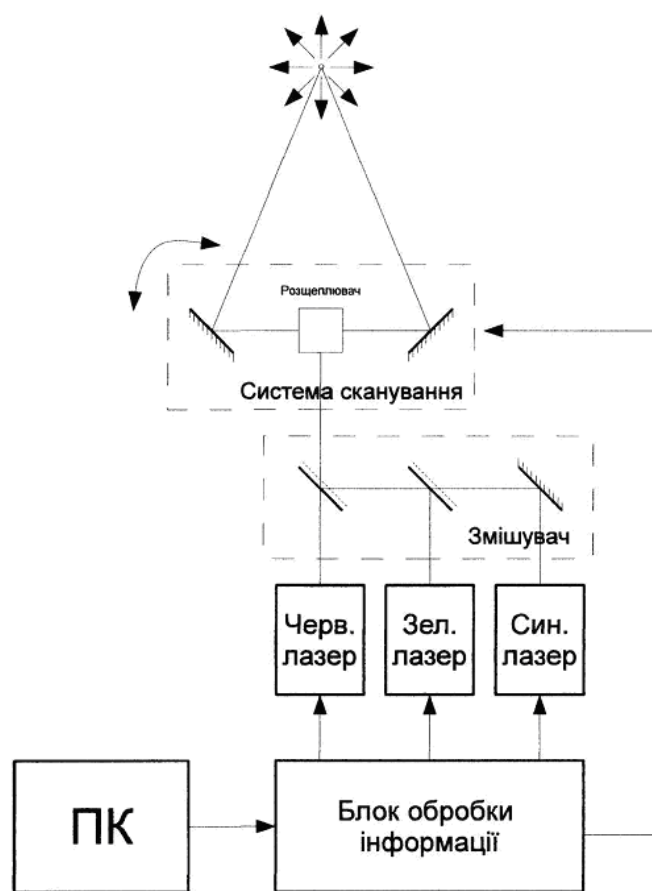 Розщеплювач
Система сканування
Змішувач
Черв.
лазер
Зел.
лазер
Син.
лазер
ПК
Блок обробки
інформації